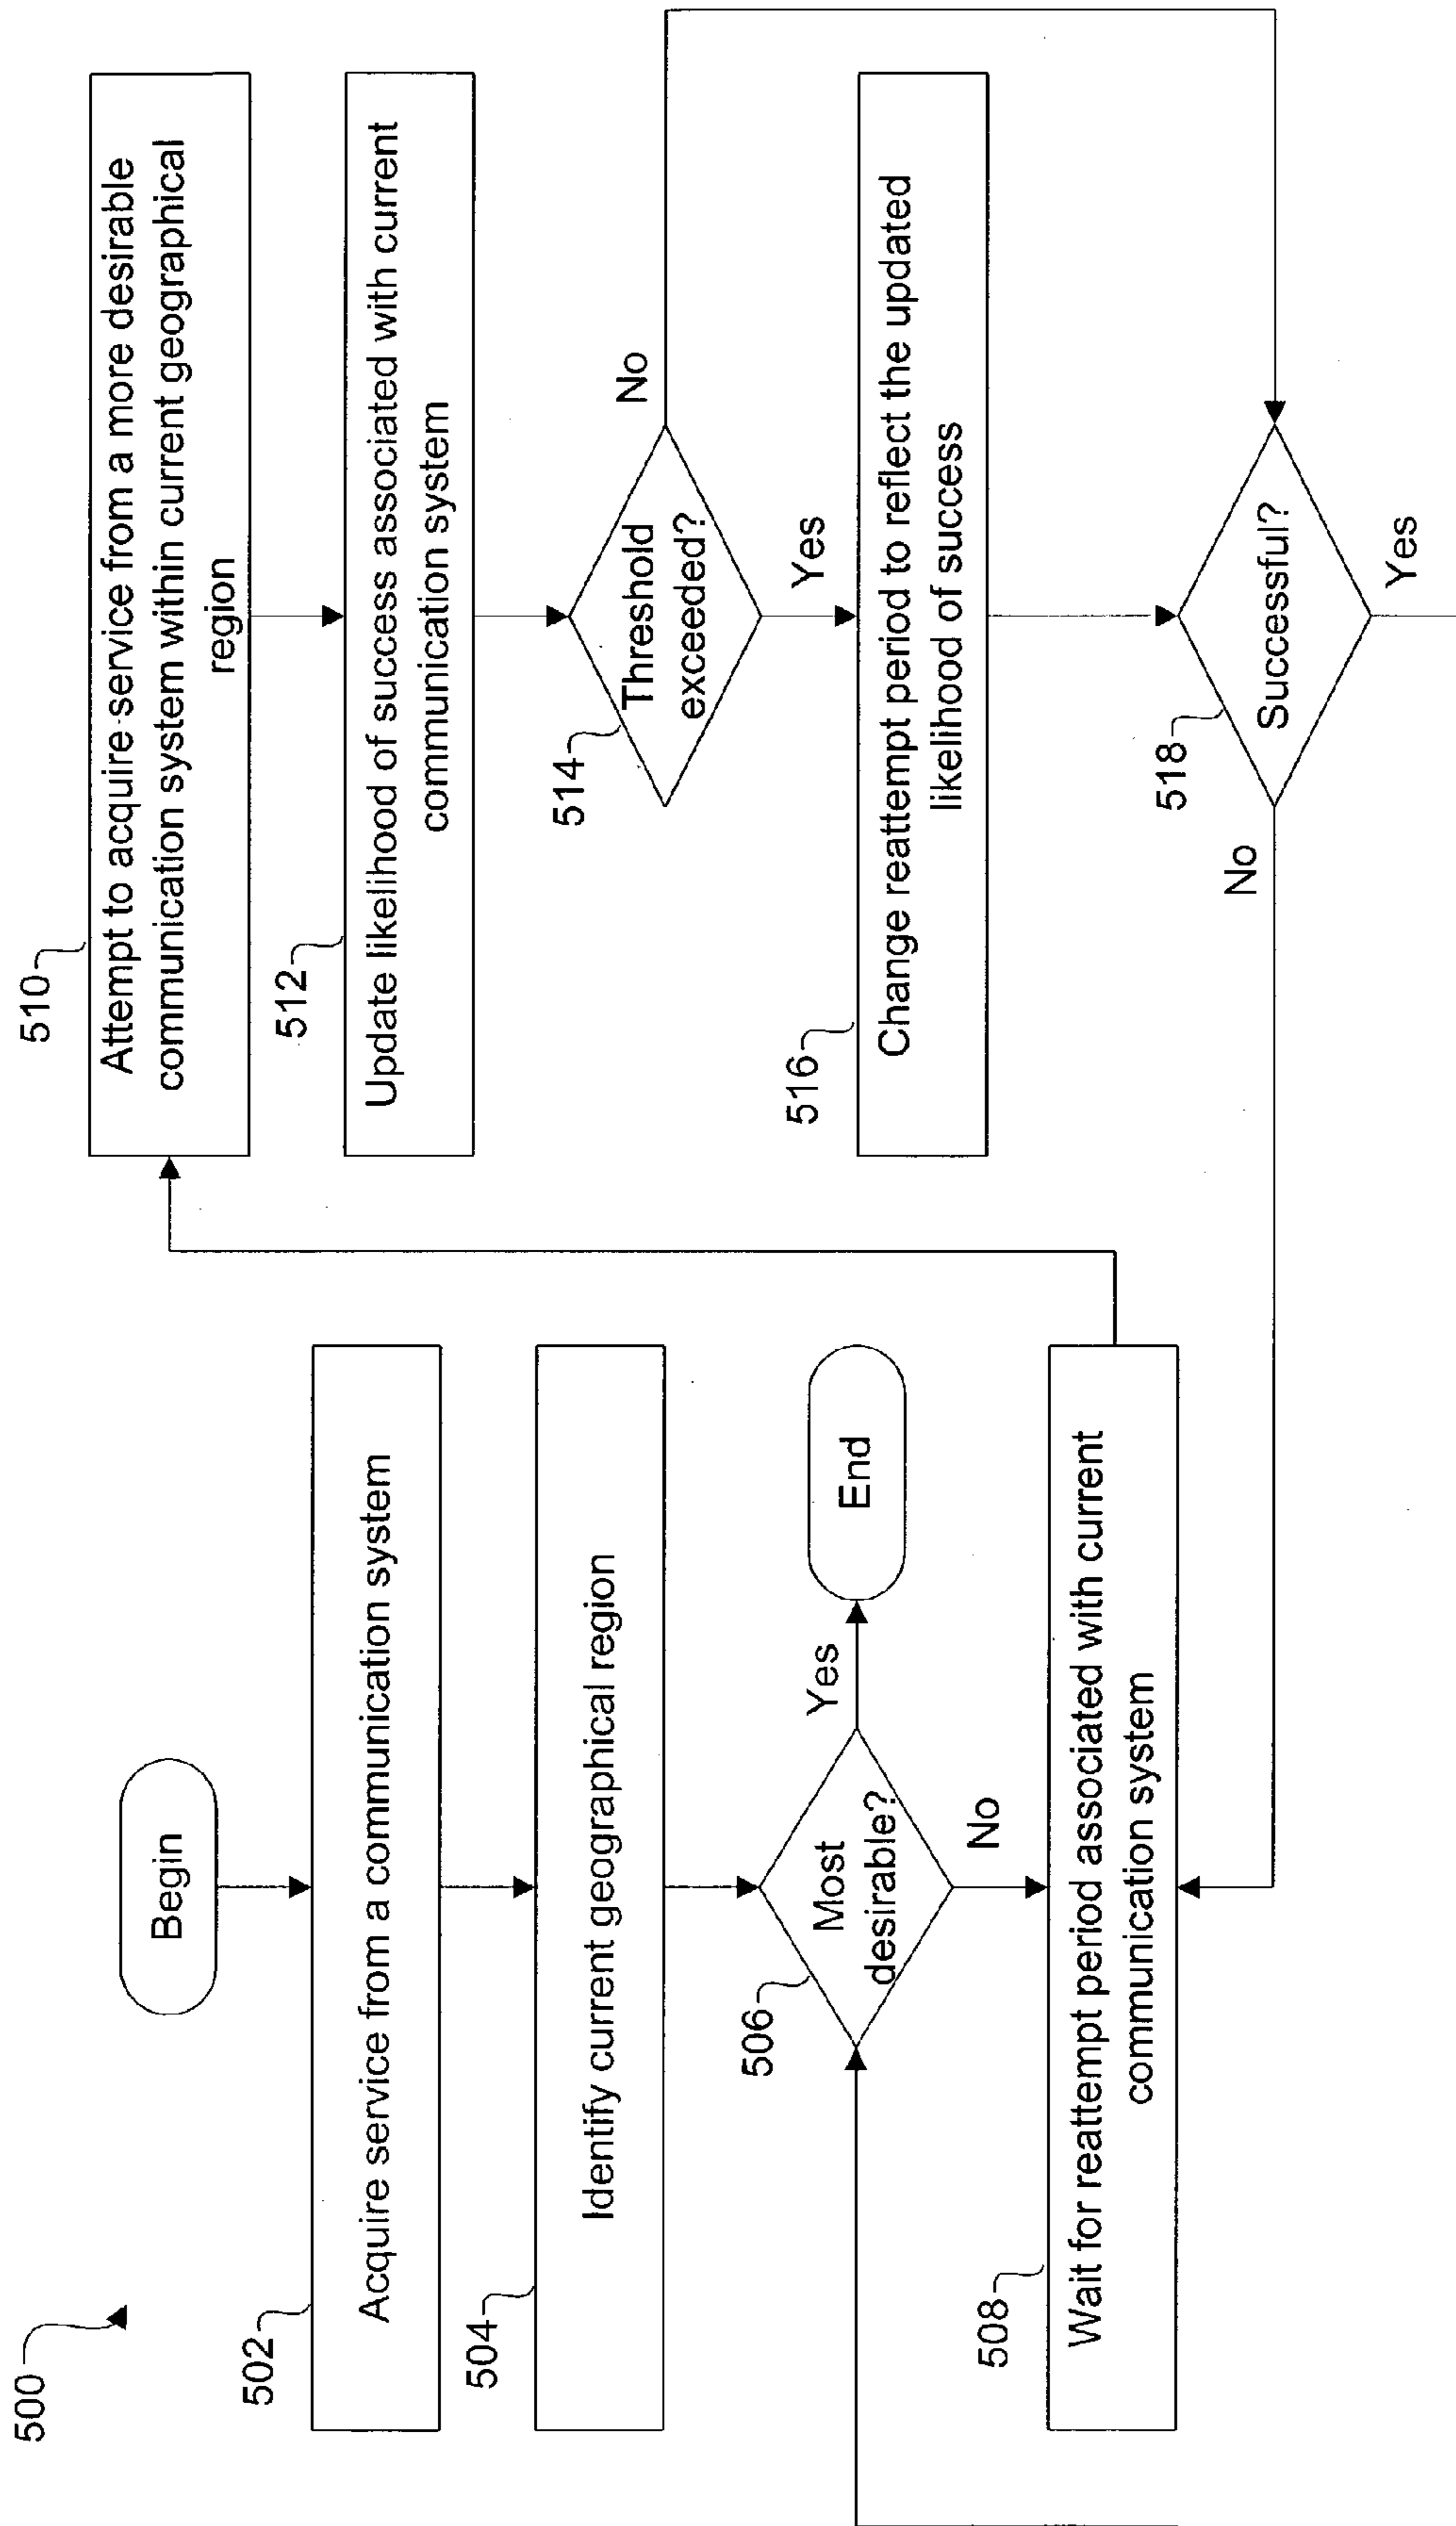 500
Begin
502
Acquire service from a communication system
504
Identify current geographical region
506
Most
desirable?
Yes
End
No
508
Wait for reattempt period associated with current
communication system
510
Attempt to acquire service from a more desirable
communication system within current geographical
region
512
Update likelihood of success associated with current
communication system
514
Threshold
exceeded?
No
Yes
516
Change reattempt period to reflect the updated
likelihood of success
518
Successful?
No
Yes